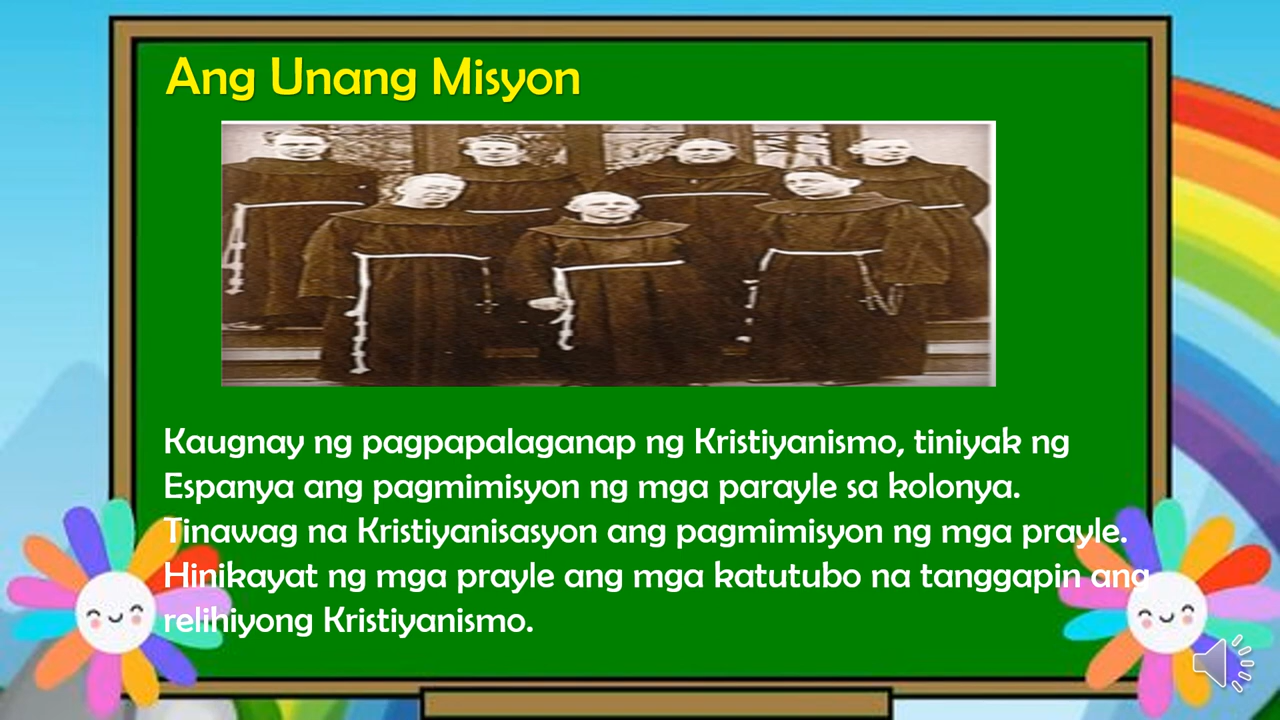 Ang Unang Misyon
Kaugnay ng pagpapalaganap ng Kristiyanismo, tiniyak ng
Espanya ang pagmimisyon ng mga parayle sa kolonya.
Tinawag na Kristiyanisasyon ang pagmimisyon ng mga prayle.
Hinikayat ng mga prayle ang mga katutubo na tanggapin ang
relihiyong Kristiyanismo.